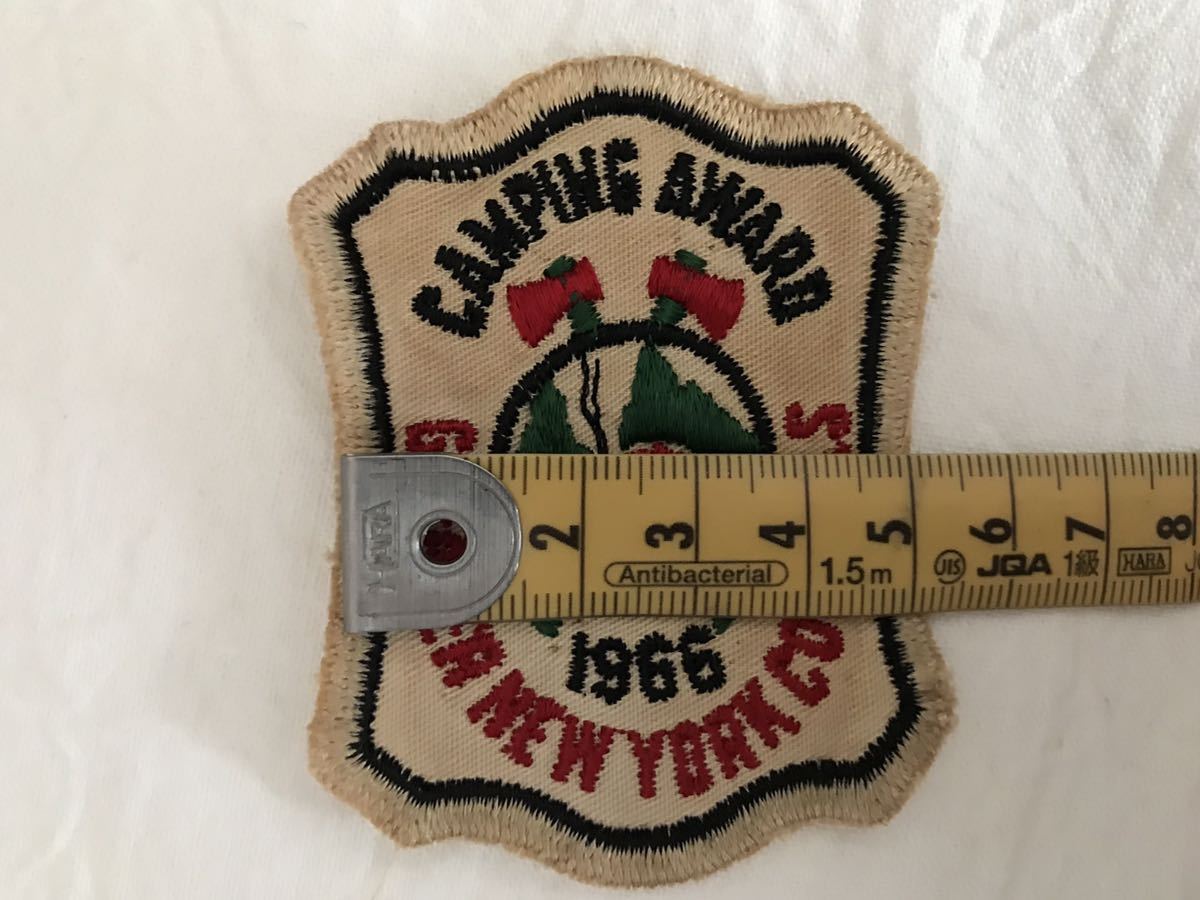 CAMPING AWARD
HARA
2 3 4 5 6 7 8
Antibacterial 1.5m JIS JQA 1級 HARA
1966
NEW YORK